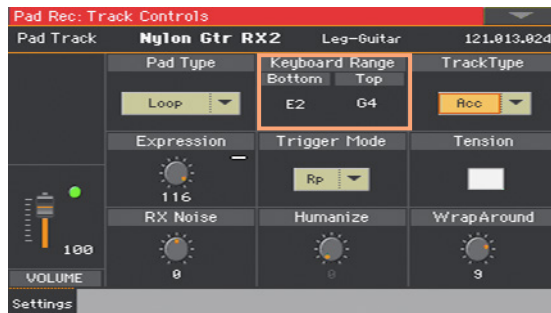 Pad Rec: Track Controls
Pad Track Nylon Gtr RX2 Leg-Guitar 121.013.024
Pad Type Keyboard Range TrackType
Bottom Top
Loop E2 G4 Acc
Expression Trigger Mode Tension
116 Rp
RX Noise Humanize WrapAround
100
0 0 9
VOLUME
Settings